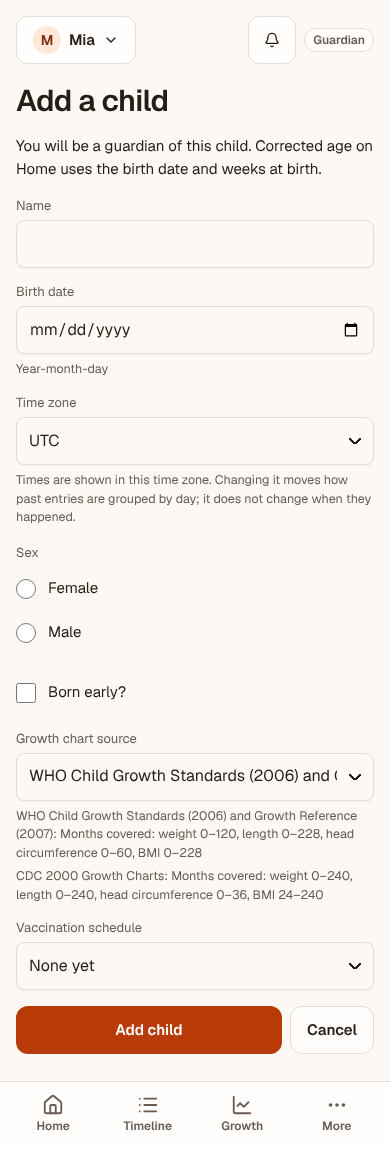 M Mia
Guardian
Add a child
You will be a guardian of this child. Corrected age on
Home uses the birth date and weeks at birth.
Name
Birth date
mm/dd/yyyy
Year-month-day
Time zone
UTC
Times are shown in this time zone. Changing it moves how
past entries are grouped by day; it does not change when they
happened.
Sex
Female
Male
Born early?
Growth chart source
WHO Child Growth Standards (2006) and
WHO Child Growth Standards (2006) and Growth Reference
(2007): Months covered: weight 0–120, length 0–228, head
circumference 0–60, BMI 0–228
CDC 2000 Growth Charts: Months covered: weight 0–240,
length 0–240, head circumference 0–36, BMI 24–240
Vaccination schedule
None yet
Add child Cancel
Home Timeline Growth More